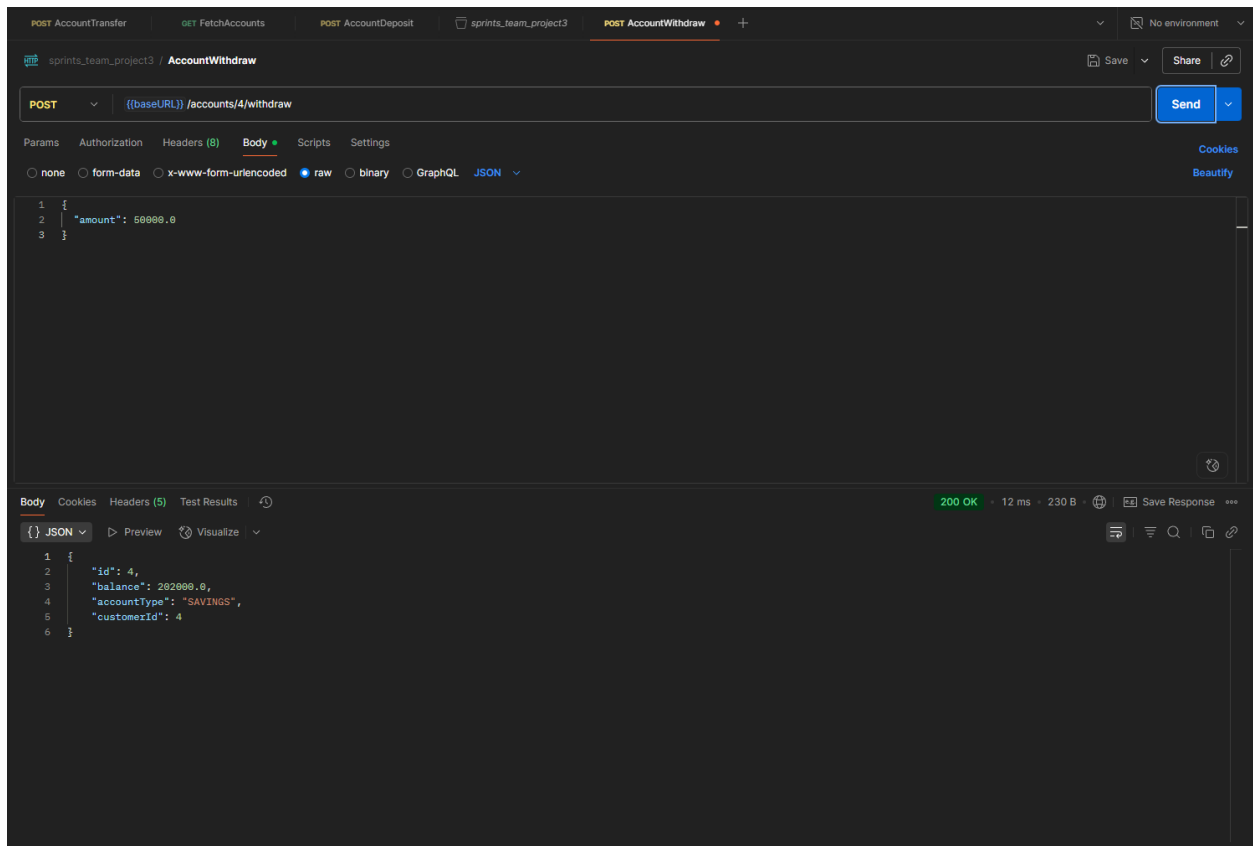 POST AccountTransfer GET FetchAccounts POST AccountDeposit sprints_team_project3 POST AccountWithdraw No environment
HTTP sprints_team_project3 / AccountWithdraw Save Share
POST {{baseURL}} /accounts/4/withdraw Send
Params Authorization Headers (8) Body Scripts Settings Cookies
none form-data x-www-form-urlencoded raw binary GraphQL JSON Beautify
1 {
2 "amount": 50000.0
3 }
Body Cookies Headers (5) Test Results 200 OK 12 ms 230 B e.g. Save Response
{} JSON Preview Visualize
1 {
2 "id": 4,
3 "balance": 202000.0,
4 "accountType": "SAVINGS",
5 "customerId": 4
6 }